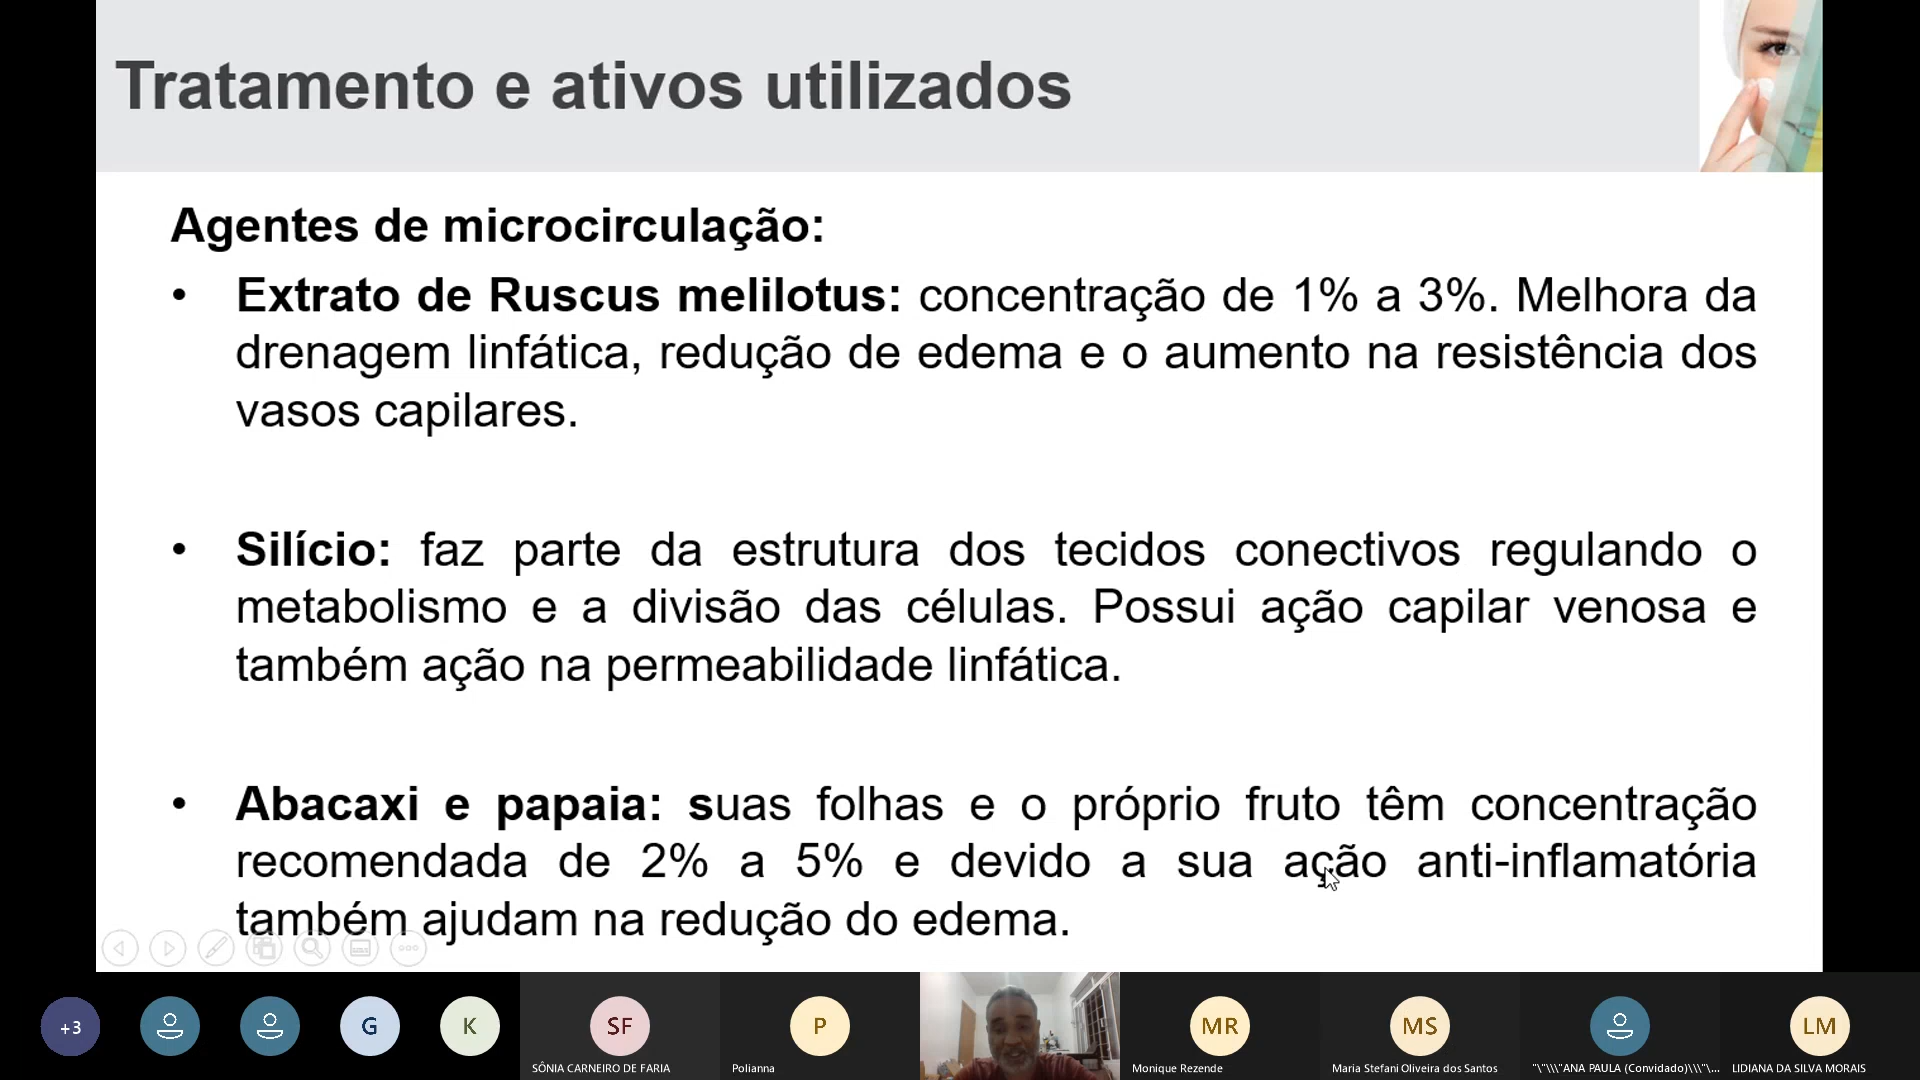 Tratamento e ativos utilizados
Agentes de microcirculação:
• Extrato de Ruscus melilotus: concentração de 1% a 3%. Melhora da
drenagem linfática, redução de edema e o aumento na resistência dos
vasos capilares.
• Silício: faz parte da estrutura dos tecidos conectivos regulando o
metabolismo e a divisão das células. Possui ação capilar venosa e
também ação na permeabilidade linfática.
• Abacaxi e papaia: suas folhas e o próprio fruto têm concentração
recomendada de 2% a 5% e devido a sua ação anti-inflamatória
também ajudam na redução do edema.
+3
G
K
SF
P
MR
MS
LM
SÔNIA CARNEIRO DE FARIA
Polianna
Monique Rezende
Maria Stefani Oliveira dos Santos
"\"\\\"ANA PAULA (Convidado)\\\"\...
LIDIANA DA SILVA MORAIS